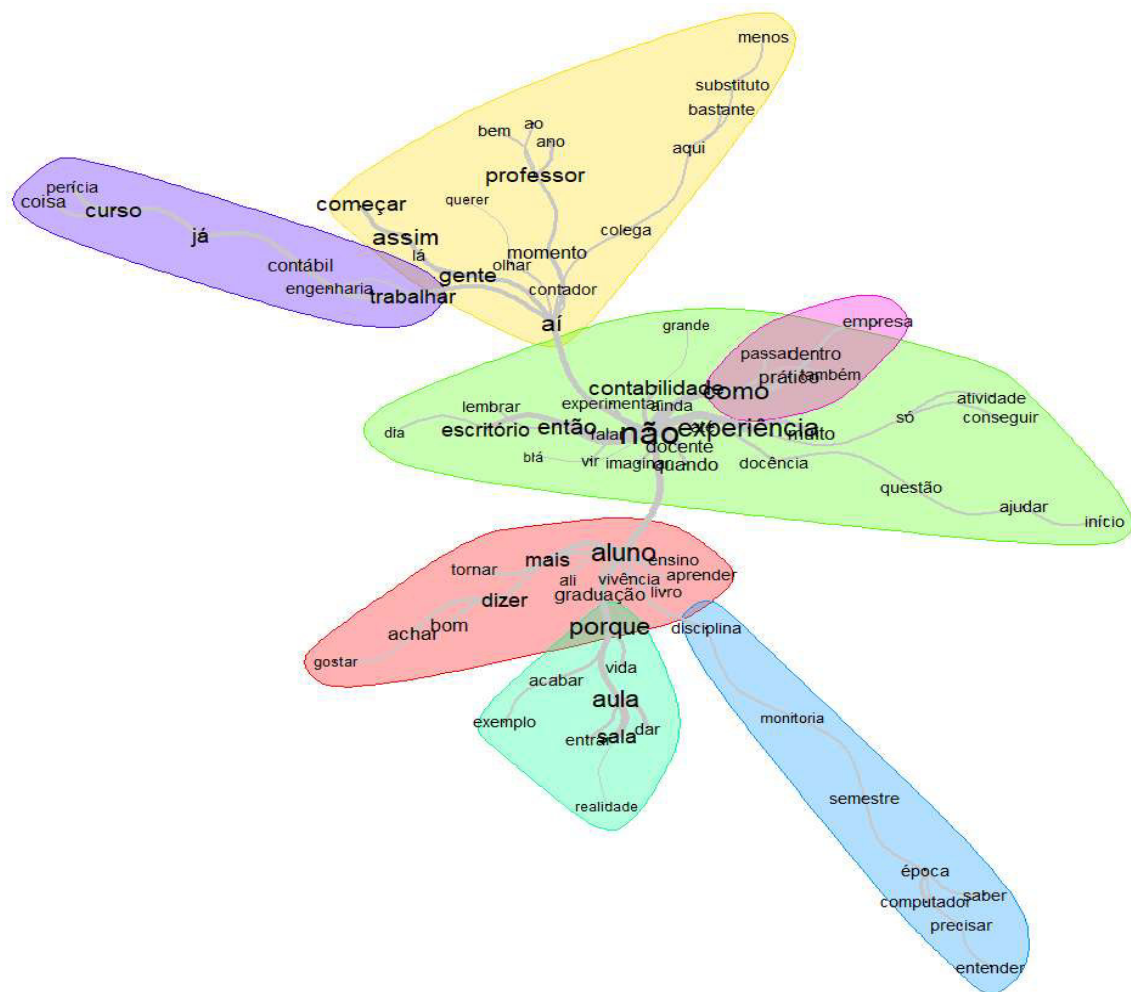 menos
substituto
bastante
ao
bem
ano
aqui
professor
perícia
coisa
curso
querer
começar
já
assim
colega
lá
momento
olhar
contábil
gente
engenharia
contador
trabalhar
aí
grande
empresa
passar
dentro
prático
também
contabilidade
como
experimentar
ainda
atividade
lembrar
só
conseguir
dia
escritório
então
falar
não
até
experiência
muito
docente
blá
vir
imaginar
quando
docência
questão
ajudar
início
aluno
mais
ensino
tornar
ali
vivência
aprender
dizer
graduação
livro
bom
achar
porque
disciplina
gostar
vida
acabar
aula
monitoria
exemplo
entrar
sala
dar
semestre
realidade
época
saber
computador
precisar
entender